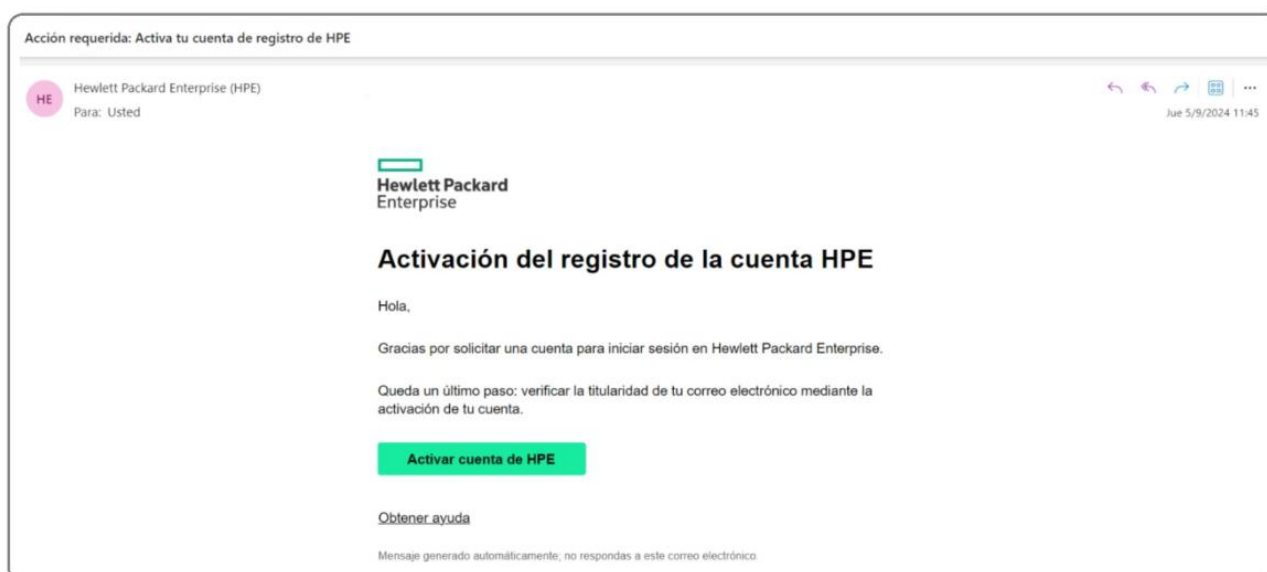 Acción requerida: Activa tu cuenta de registro de HPE
HE
Hewlett Packard Enterprise (HPE)
Para: Usted
Jue 5/9/2024 11:45
Hewlett Packard
Enterprise
Activación del registro de la cuenta HPE
Hola,
Gracias por solicitar una cuenta para iniciar sesión en Hewlett Packard Enterprise.
Queda un último paso: verificar la titularidad de tu correo electrónico mediante la
activación de tu cuenta.
Activar cuenta de HPE
Obtener ayuda
Mensaje generado automáticamente; no respondas a este correo electrónico.